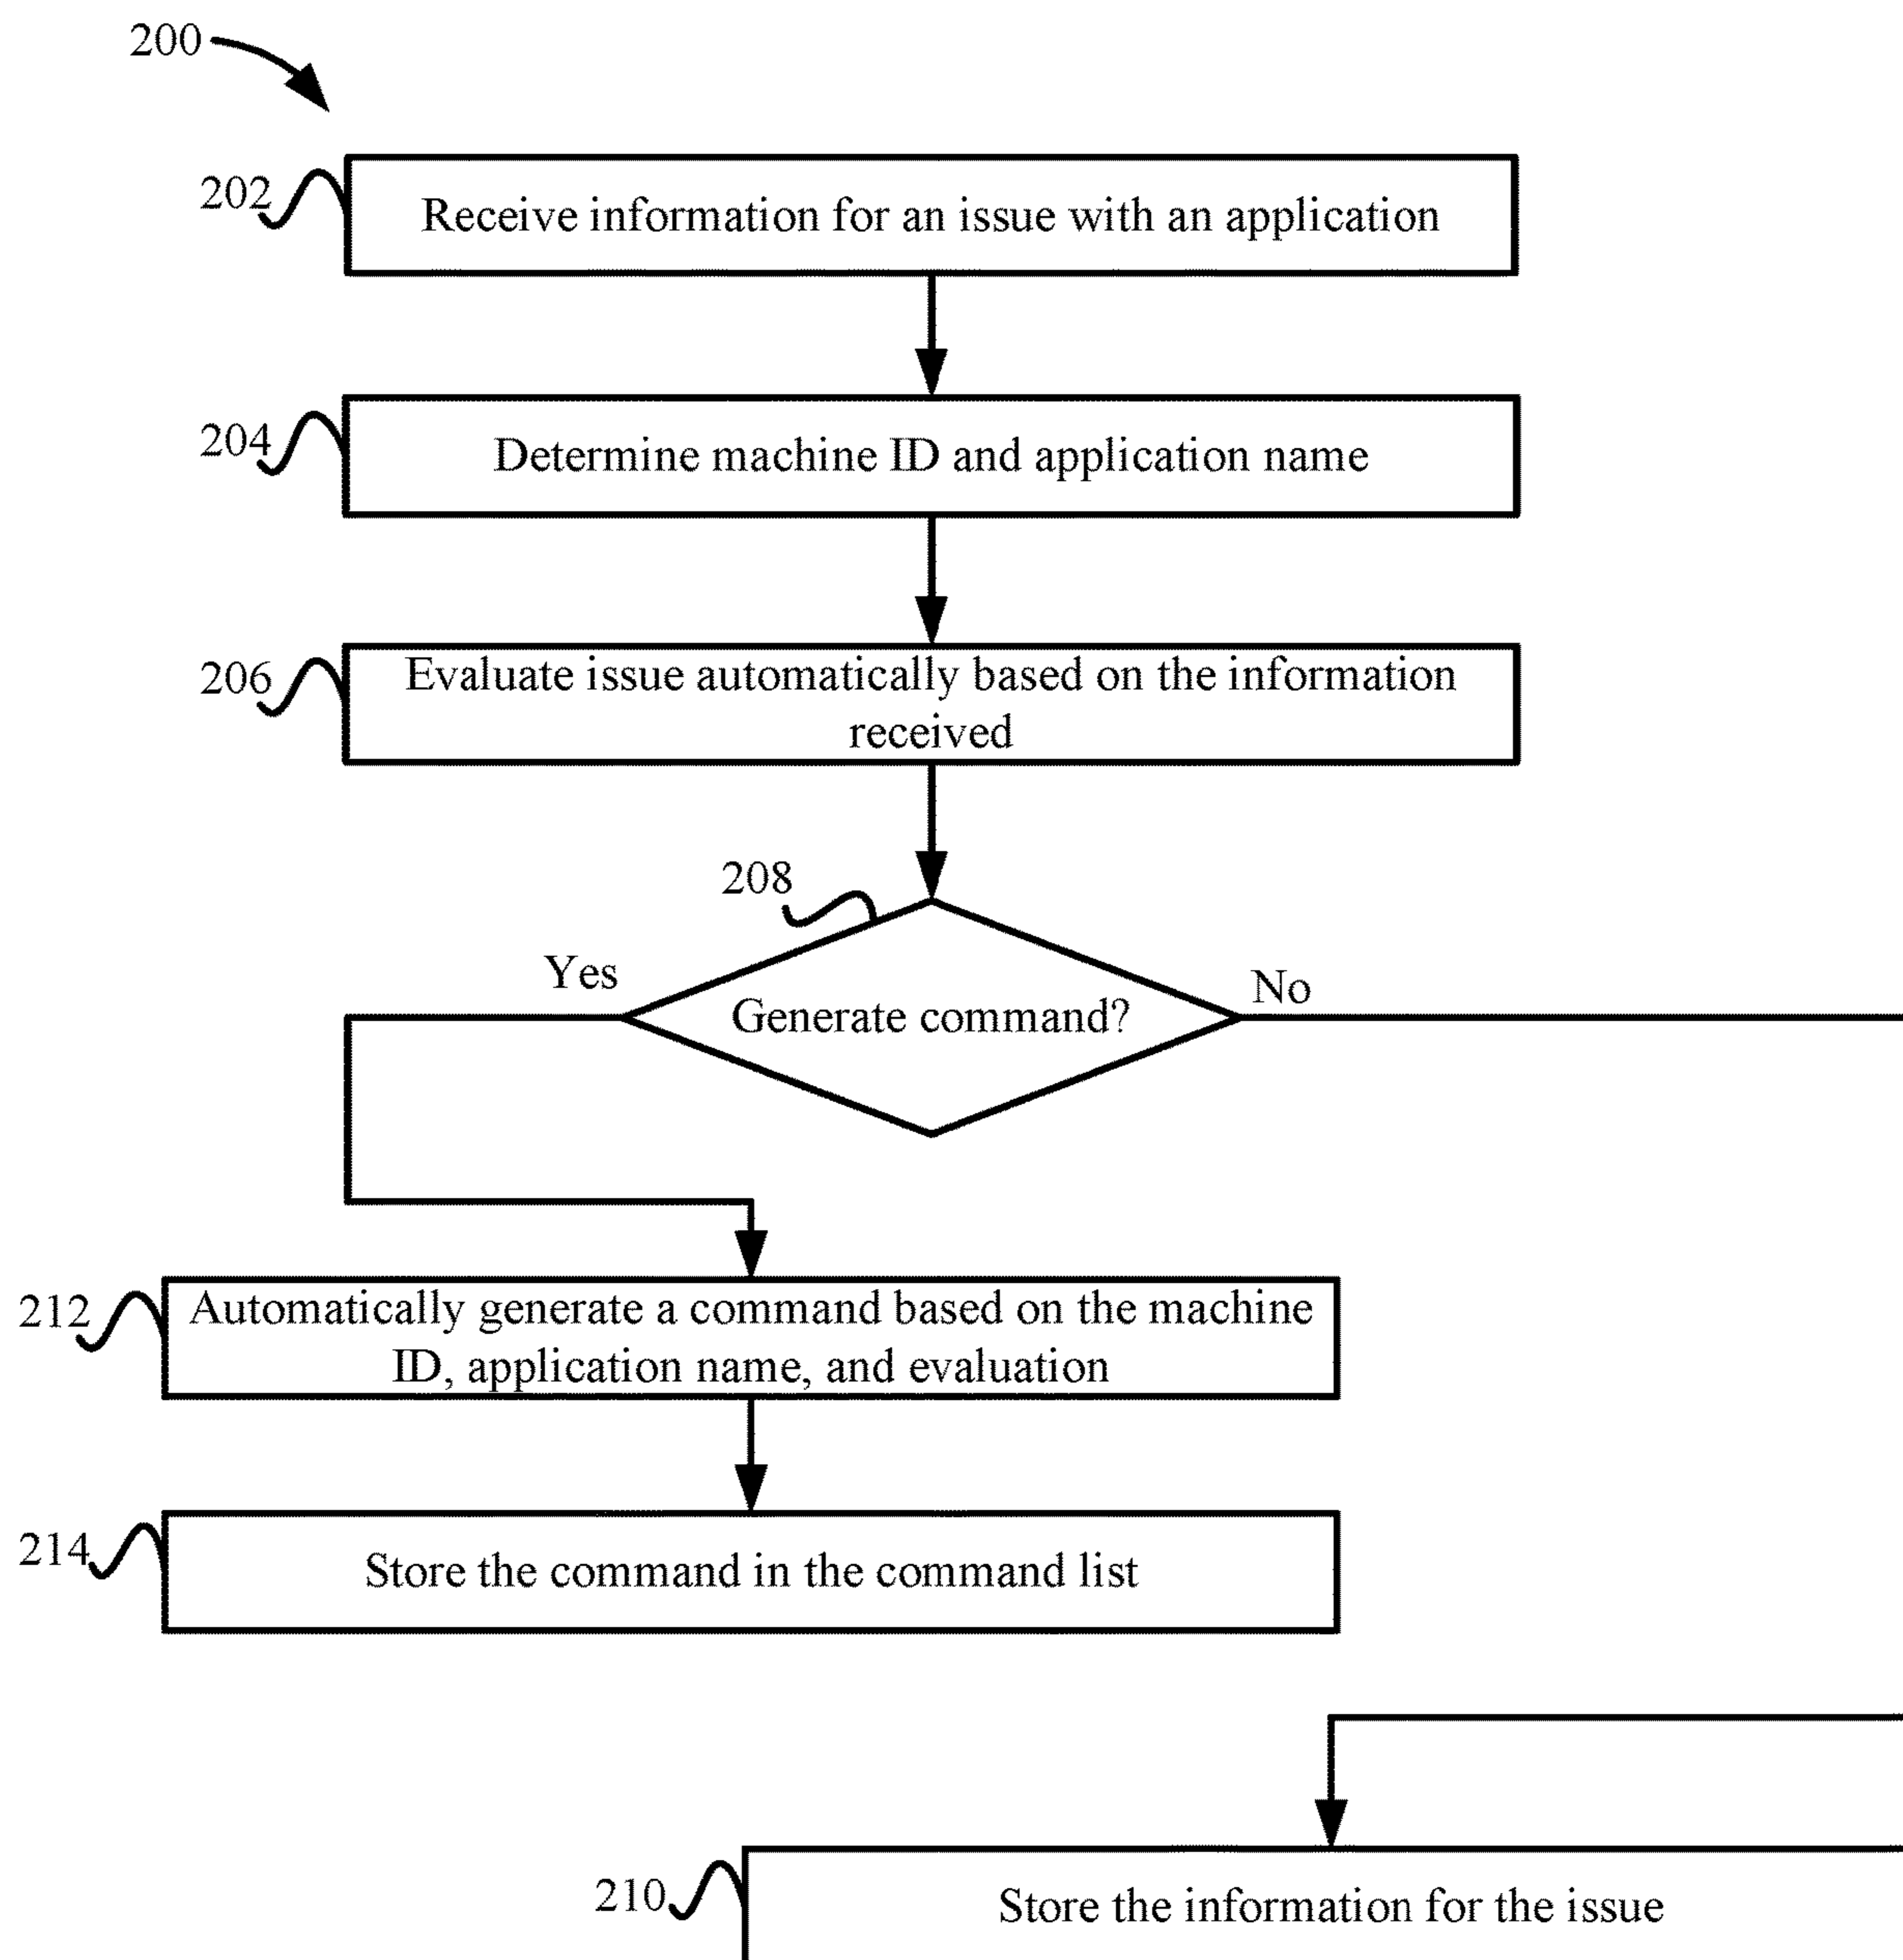 200
202
Receive information for an issue with an application
204
Determine machine ID and application name
206
Evaluate issue automatically based on the information
received
208
Yes
No
Generate command?
212
Automatically generate a command based on the machine
ID, application name, and evaluation
214
Store the command in the command list
210
Store the information for the issue